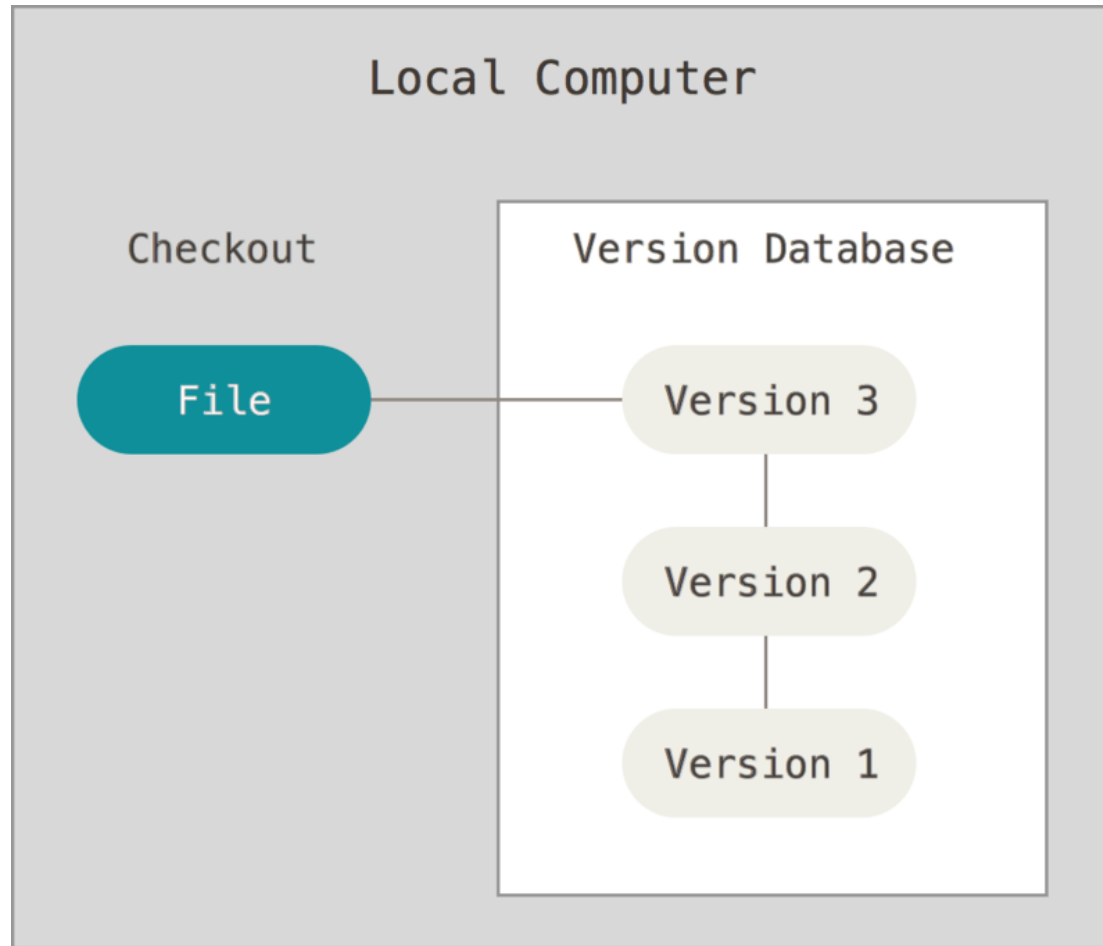 Local Computer
Checkout
Version Database
File
Version 3
Version 2
Version 1